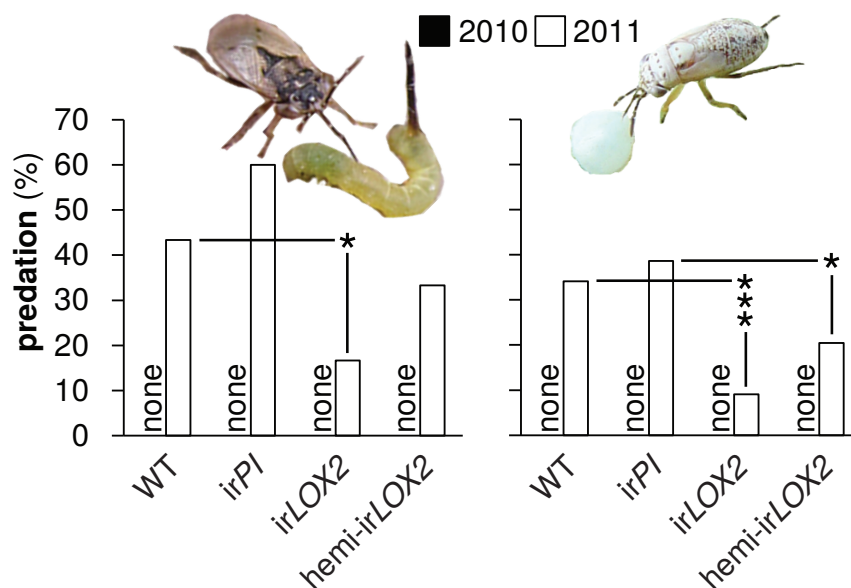 2010 2011
predation (%)
70
60
50
40
30
20
10
0
none none none none
* 
WT irPI irLOX2 hemi-irLOX2
none none none none
***
*
WT irPI irLOX2 hemi-irLOX2